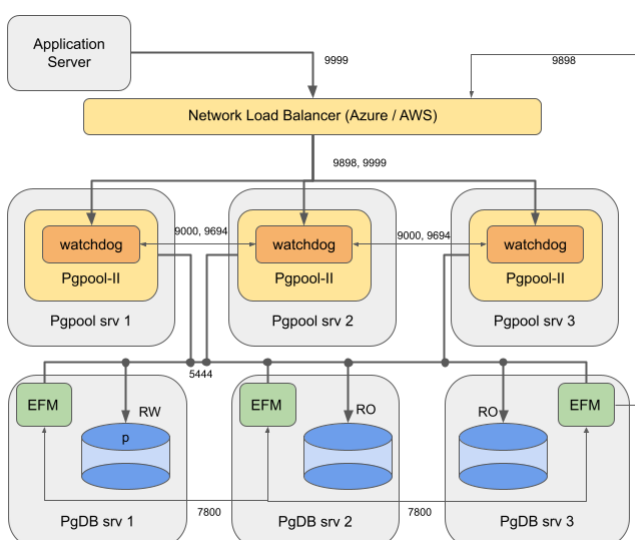 Application
Server
9999
9898
Network Load Balancer (Azure / AWS)
9898, 9999
watchdog
9000, 9694
watchdog
9000, 9694
watchdog
Pgpool-II
Pgpool-II
Pgpool-II
Pgpool srv 1
Pgpool srv 2
Pgpool srv 3
5444
EFM
RW
EFM
RO
RO
EFM
p
7800
7800
PgDB srv 1
PgDB srv 2
PgDB srv 3